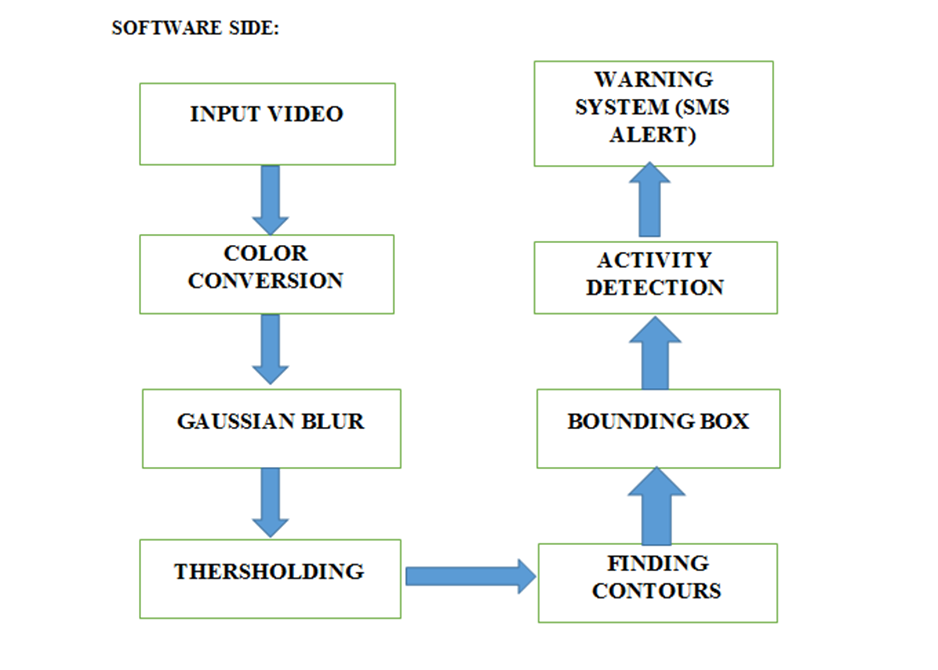 SOFTWARE SIDE:
INPUT VIDEO
COLOR
CONVERSION
GAUSSIAN BLUR
THERSHOLDING
FINDING
CONTOURS
BOUNDING BOX
ACTIVITY
DETECTION
WARNING
SYSTEM (SMS
ALERT)